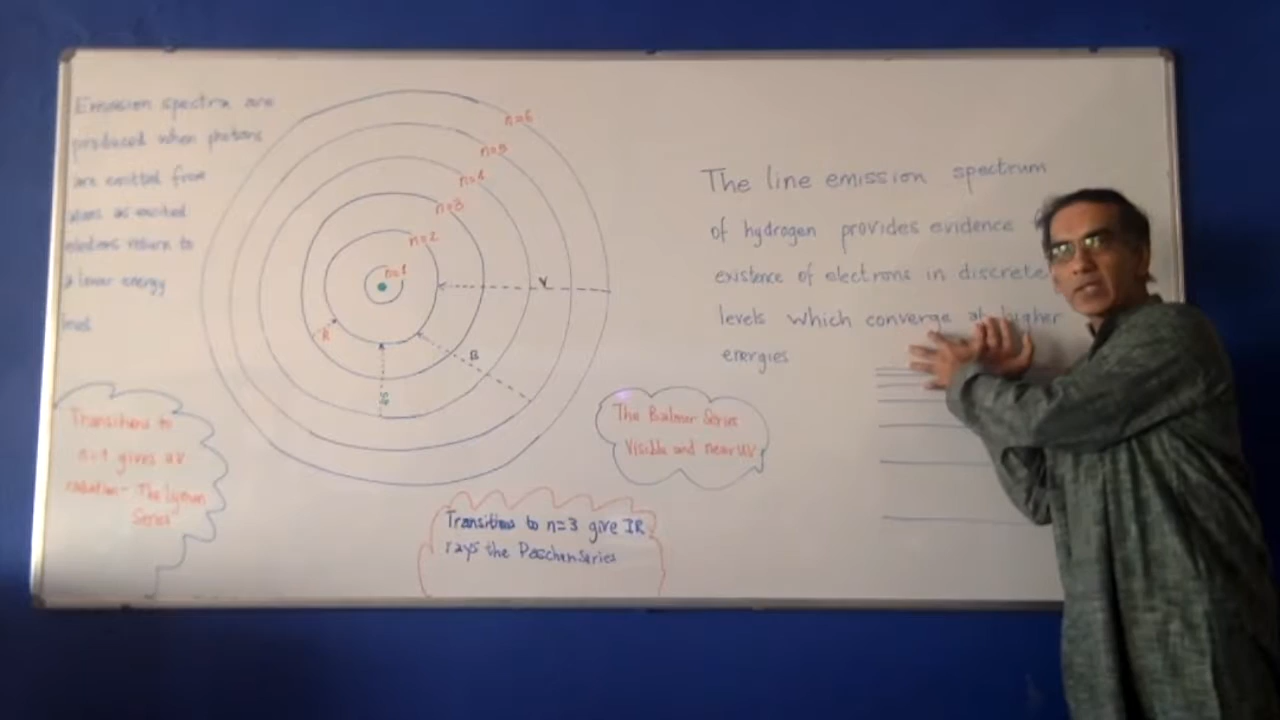 Emission spectra are
produced when photons
are emitted from
atoms as excited
electrons return to
a lower energy
level
n=6
n=5
n=4
n=3
n=2
n=1
V
B
R
The line emission spectrum
of hydrogen provides evidence
existence of electrons in discrete
levels which converge at higher
energies
Transitions to
n=1 gives uv
radiation- The Lyman
Series
The Balmer Series
Visible and near UV
Transitions to n=3 give IR
rays the Paschen Series